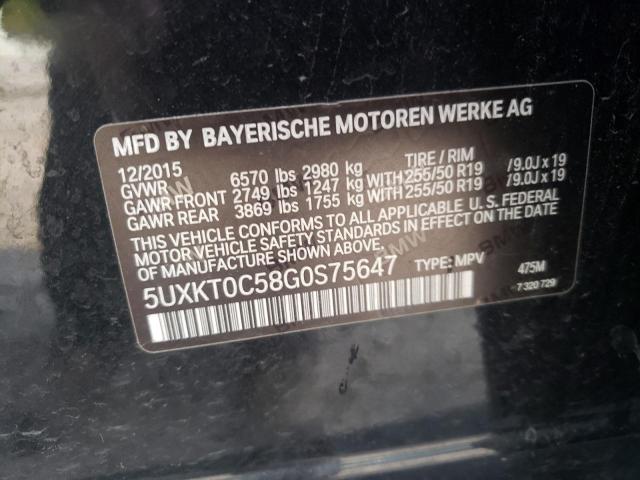 MFD BY BAYERISCHE MOTOREN WERKE AG
12/2015 TIRE / RIM
GVWR 6570 lbs 2980 kg
GAWR FRONT 2749 lbs 1247 kg WITH 255/50 R19 /9.0J x 19
GAWR REAR 3869 lbs 1755 kg WITH 255/50 R19 /9.0J x 19
THIS VEHICLE CONFORMS TO ALL APPLICABLE U. S. FEDERAL
MOTOR VEHICLE SAFETY STANDARDS IN EFFECT ON THE DATE
OF MANUFACTURE SHOWN ABOVE.
5UXKT0C58G0S75647 TYPE: MPV 475M
7 320 729